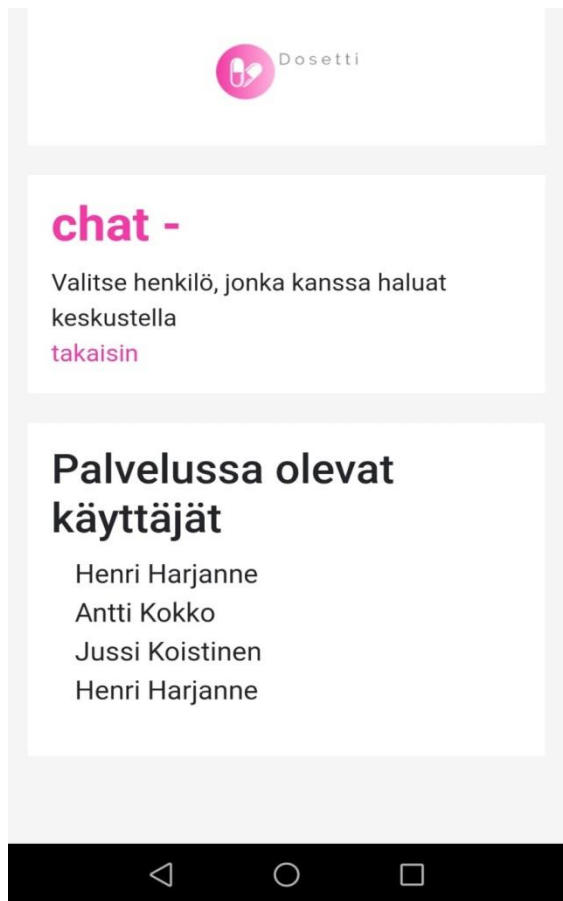 Dosetti
chat -
Valitse henkilö, jonka kanssa haluat
keskustella
takaisin
Palvelussa olevat
käyttäjät
Henri Harjanne
Antti Kokko
Jussi Koistinen
Henri Harjanne